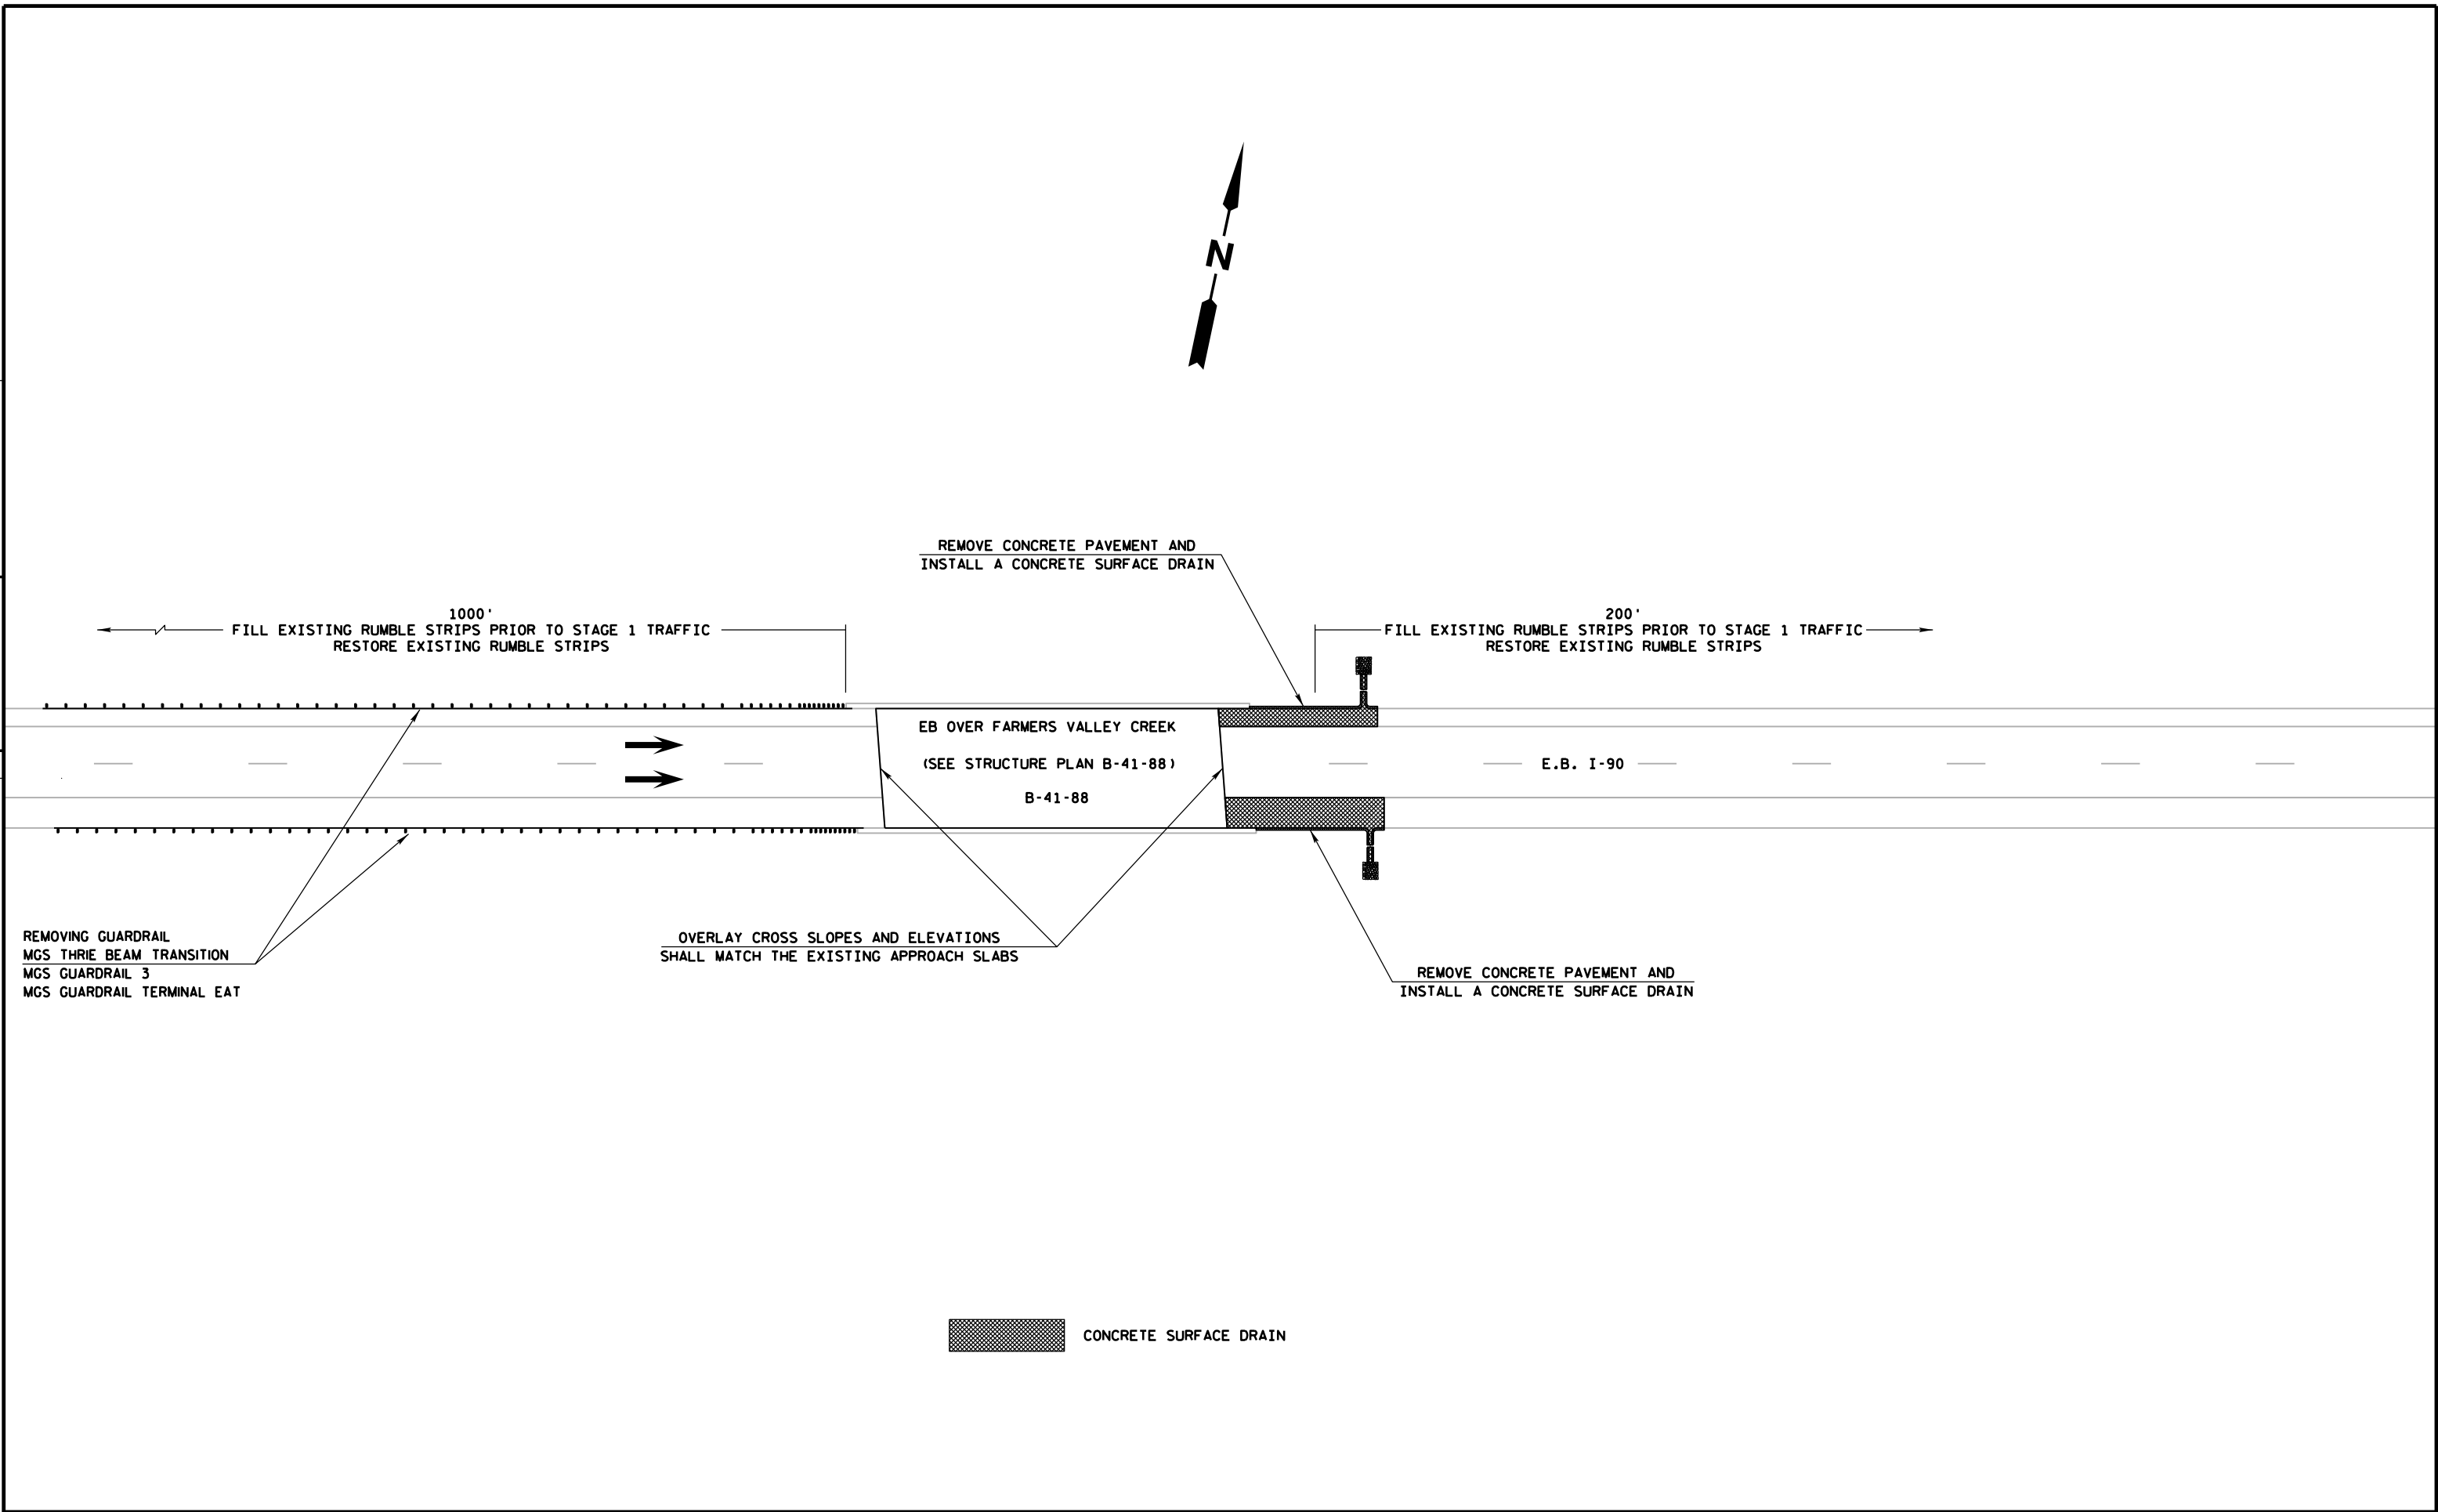 N
REMOVE CONCRETE PAVEMENT AND
INSTALL A CONCRETE SURFACE DRAIN
1000'
FILL EXISTING RUMBLE STRIPS PRIOR TO STAGE 1 TRAFFIC
RESTORE EXISTING RUMBLE STRIPS
200'
FILL EXISTING RUMBLE STRIPS PRIOR TO STAGE 1 TRAFFIC
RESTORE EXISTING RUMBLE STRIPS
EB OVER FARMERS VALLEY CREEK
(SEE STRUCTURE PLAN B-41-88)
B-41-88
E.B. I-90
REMOVING GUARDRAIL
MGS THRIE BEAM TRANSITION
MGS GUARDRAIL 3
MGS GUARDRAIL TERMINAL EAT
OVERLAY CROSS SLOPES AND ELEVATIONS
SHALL MATCH THE EXISTING APPROACH SLABS
REMOVE CONCRETE PAVEMENT AND
INSTALL A CONCRETE SURFACE DRAIN
CONCRETE SURFACE DRAIN